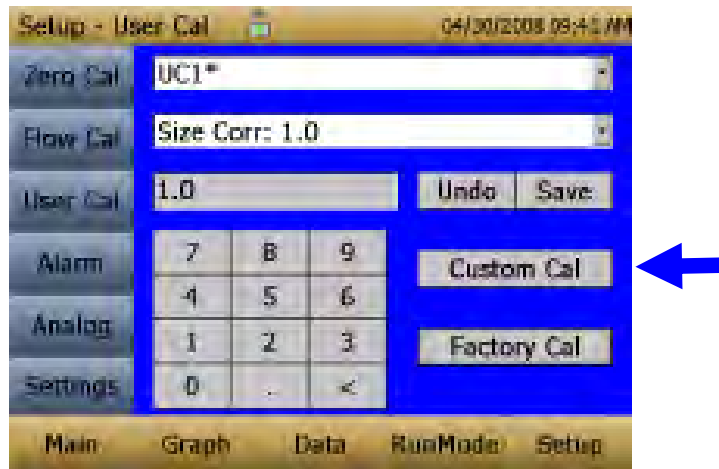 Setup - User Cal 04/30/2008 09:41 AM
Zero Cal
UC1*
Flow Cal
Size Corr: 1.0
User Cal
1.0
Undo Save
Alarm
7 8 9
Custom Cal
4 5 6
Analog
1 2 3
Factory Cal
Settings
0 . <
Main Graph Data RunMode Setup